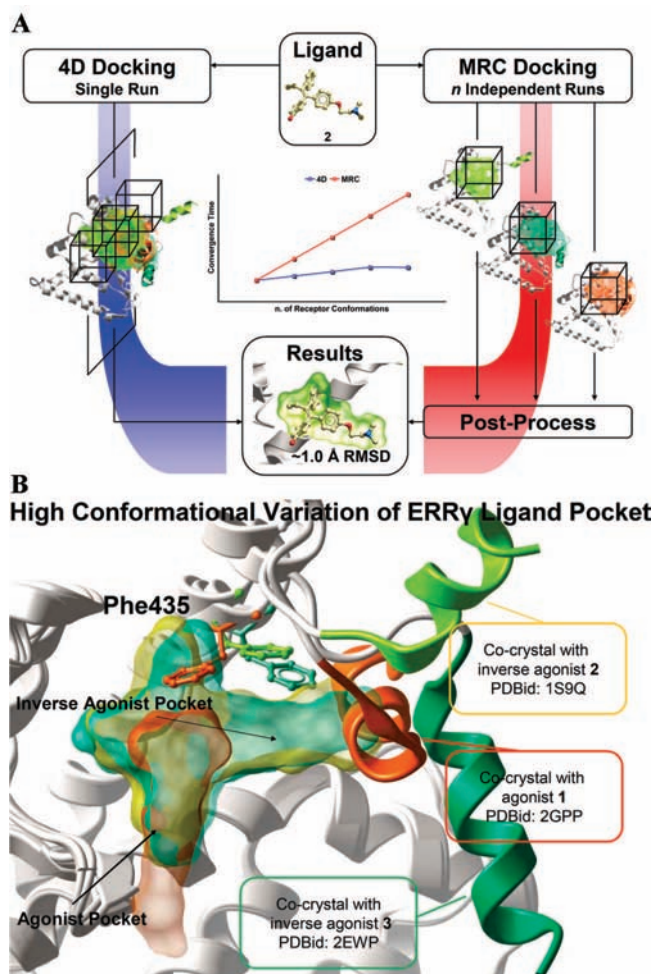 A
4D Docking
Single Run
Ligand
2
MRC Docking
n Independent Runs
4D MRC
Convergence Time
n. of Receptor Conformations
Results
~1.0 Å RMSD
Post-Process
B
High Conformational Variation of ERRγ Ligand Pocket
Phe435
Inverse Agonist Pocket
Agonist Pocket
Co-crystal with
inverse agonist 2
PDBid: 1S9Q
Co-crystal with
agonist 1
PDBid: 2GPP
Co-crystal with
inverse agonist 3
PDBid: 2EWP